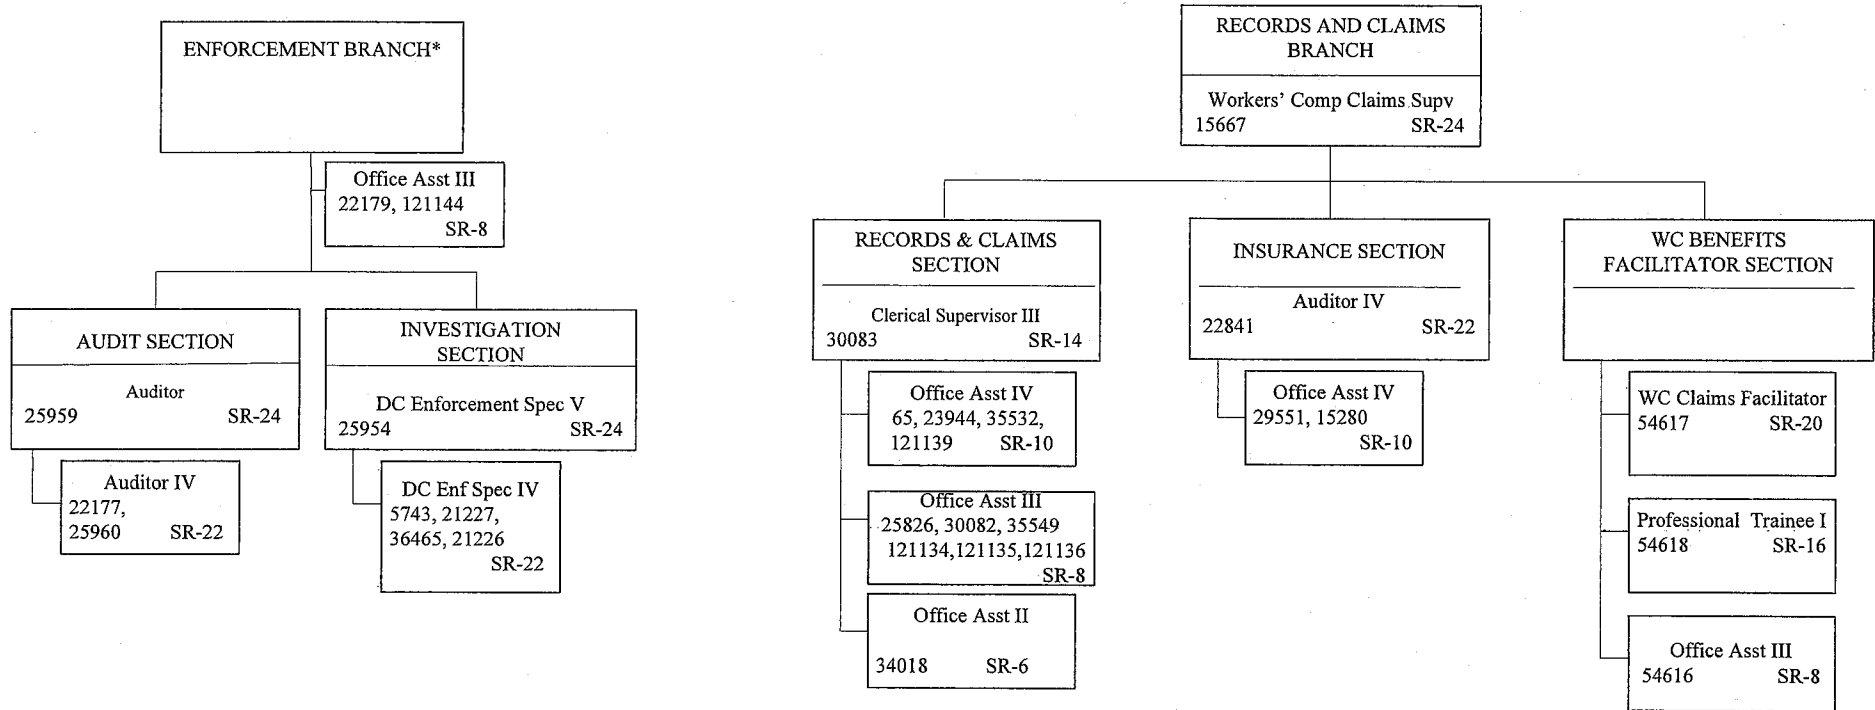 ENFORCEMENT BRANCH*
Office Asst III
22179, 121144
SR-8
AUDIT SECTION
Auditor
25959 SR-24
Auditor IV
22177,
25960 SR-22
INVESTIGATION
SECTION
DC Enforcement Spec V
25954 SR-24
DC Enf Spec IV
5743, 21227,
36465, 21226
SR-22
RECORDS AND CLAIMS
BRANCH
Workers' Comp Claims Supv
15667 SR-24
RECORDS & CLAIMS
SECTION
Clerical Supervisor III
30083 SR-14
Office Asst IV
65, 23944, 35532,
121139 SR-10
Office Asst III
25826, 30082, 35549
121134,121135,121136
SR-8
Office Asst II
34018 SR-6
INSURANCE SECTION
Auditor IV
22841 SR-22
Office Asst IV
29551, 15280
SR-10
WC BENEFITS
FACILITATOR SECTION
WC Claims Facilitator
54617 SR-20
Professional Trainee I
54618 SR-16
Office Asst III
54616 SR-8